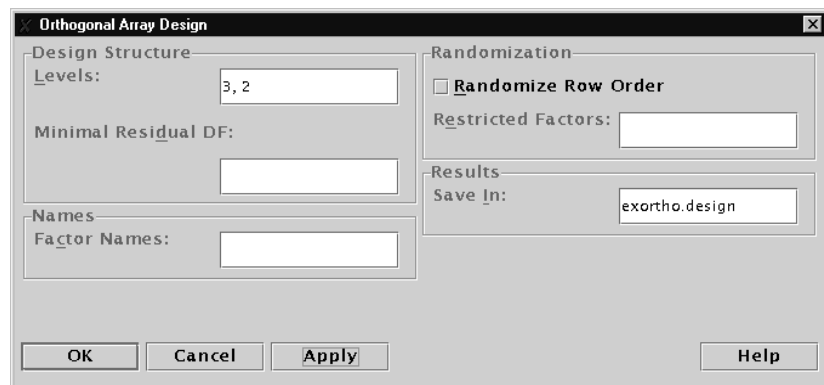 Orthogonal Array Design
Design Structure
Levels:
3, 2
Minimal Residual DF:
Names
Factor Names:
Randomization
Randomize Row Order
Restricted Factors:
Results
Save In:
exortho.design
OK
Cancel
Apply
Help